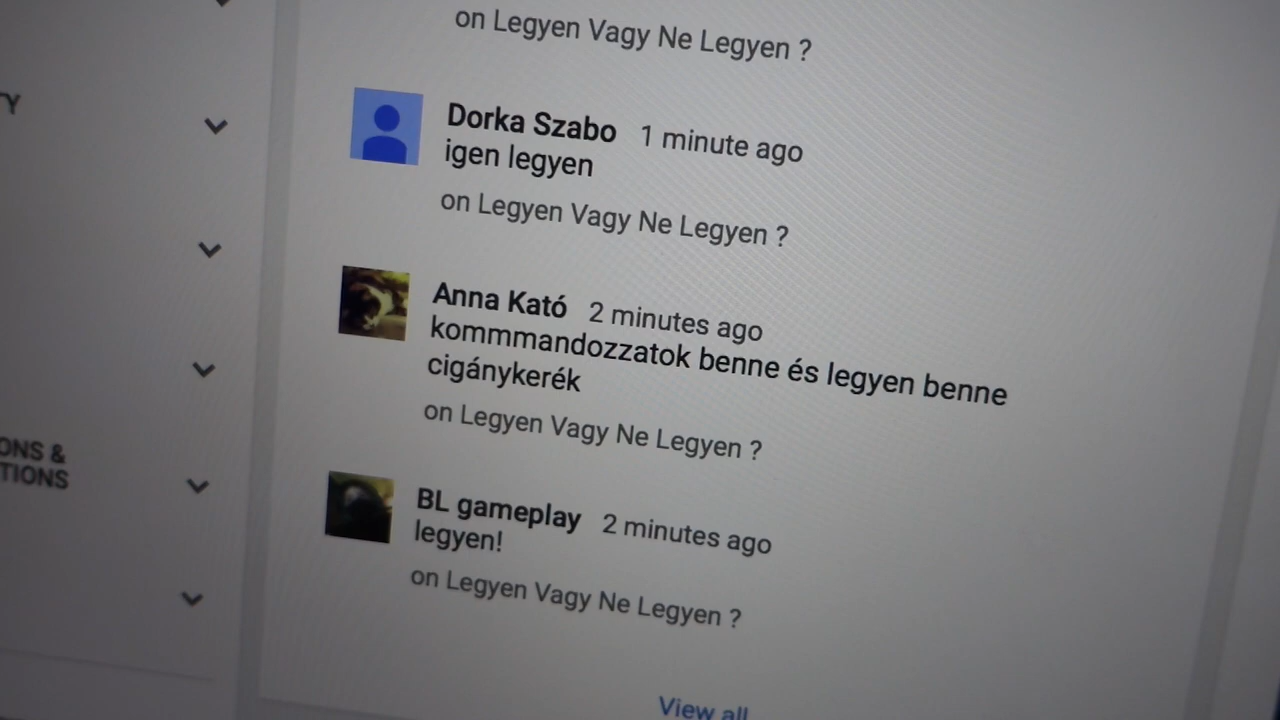 on Legyen Vagy Ne Legyen ?
Dorka Szabo 1 minute ago
igen legyen
on Legyen Vagy Ne Legyen ?
Anna Kató 2 minutes ago
kommmandozzatok benne és legyen benne
cigánykerék
on Legyen Vagy Ne Legyen ?
ONS &
TIONS
BL gameplay 2 minutes ago
legyen!
on Legyen Vagy Ne Legyen ?
View all